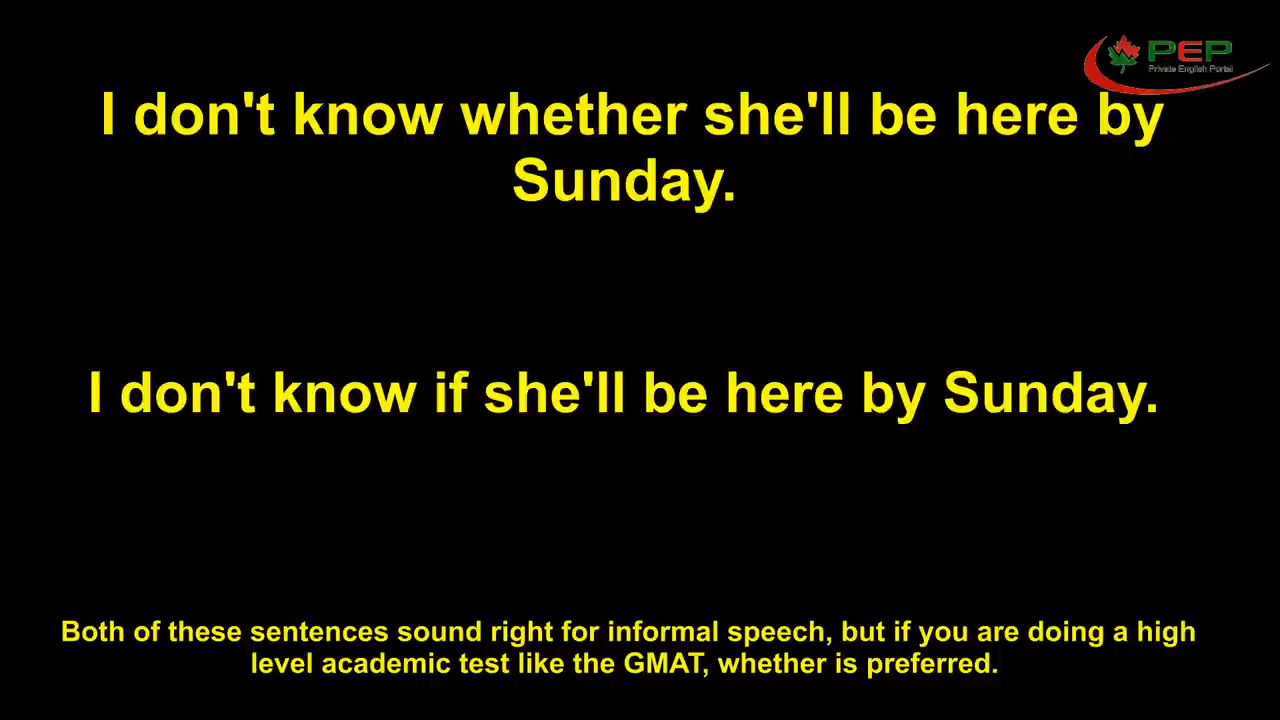 PEP
Private English Portal
I don't know whether she'll be here by
Sunday.
I don't know if she'll be here by Sunday.
Both of these sentences sound right for informal speech, but if you are doing a high
level academic test like the GMAT, whether is preferred.